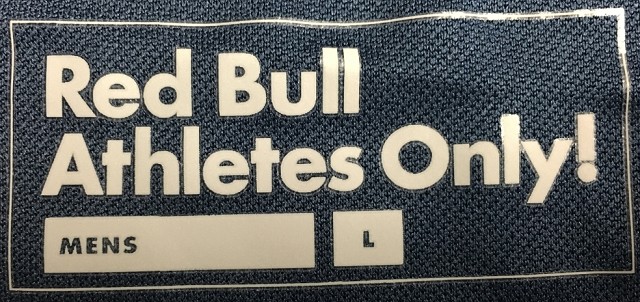 Red Bull
Athletes Only!
MENS L